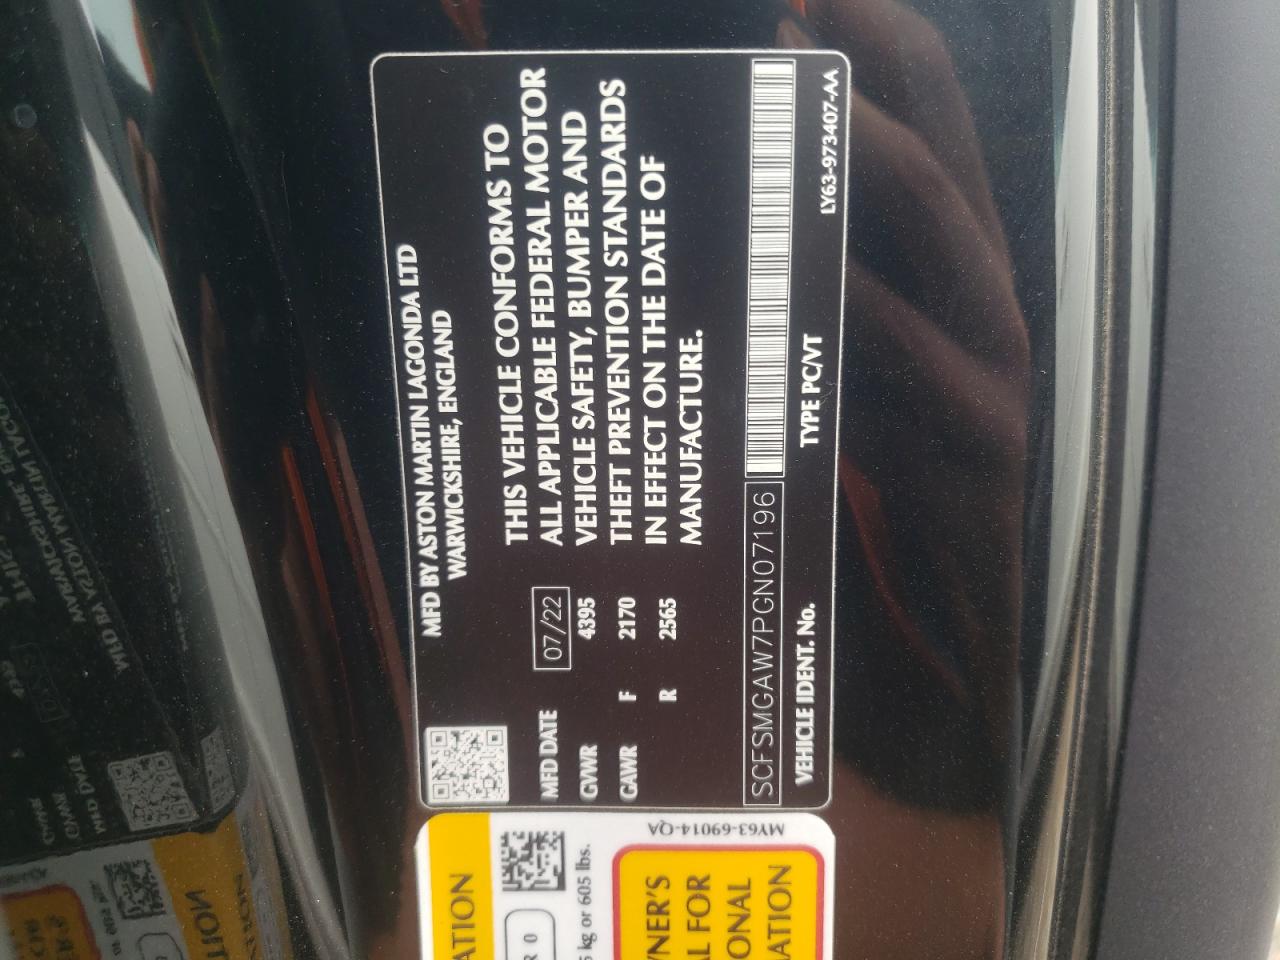 MFD BY ASTON MARTIN LAGONDA LTD
WARWICKSHIRE, ENGLAND
MFD DATE 07/22
GVWR 4395
GAWR F 2170
R 2565
THIS VEHICLE CONFORMS TO
ALL APPLICABLE FEDERAL MOTOR
VEHICLE SAFETY, BUMPER AND
THEFT PREVENTION STANDARDS
IN EFFECT ON THE DATE OF
MANUFACTURE.
SCFSMGAW7PGN07196
VEHICLE IDENT. No. TYPE PC/VT LY63-973407-AA
MY63-69014-QA
ATION
R 0
kg or 605 lbs.
NER'S
L FOR
ONAL
ATION